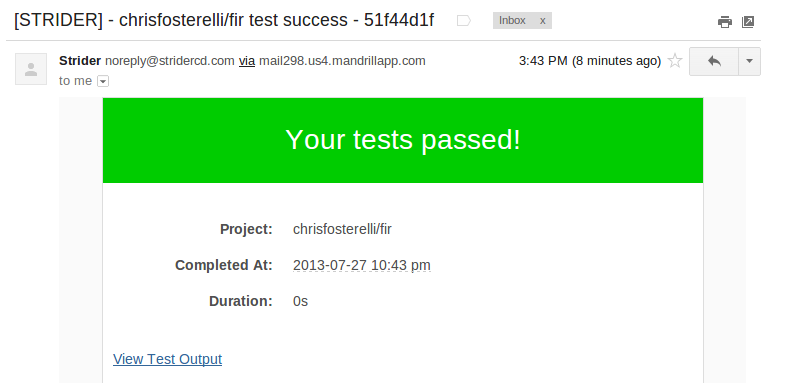 [STRIDER] - chrisfosterelli/fir test success - 51f44d1f Inbox x
Strider noreply@stridercd.com via mail298.us4.mandrillapp.com 3:43 PM (8 minutes ago)
to me
Your tests passed!
Project: chrisfosterelli/fir
Completed At: 2013-07-27 10:43 pm
Duration: 0s
View Test Output